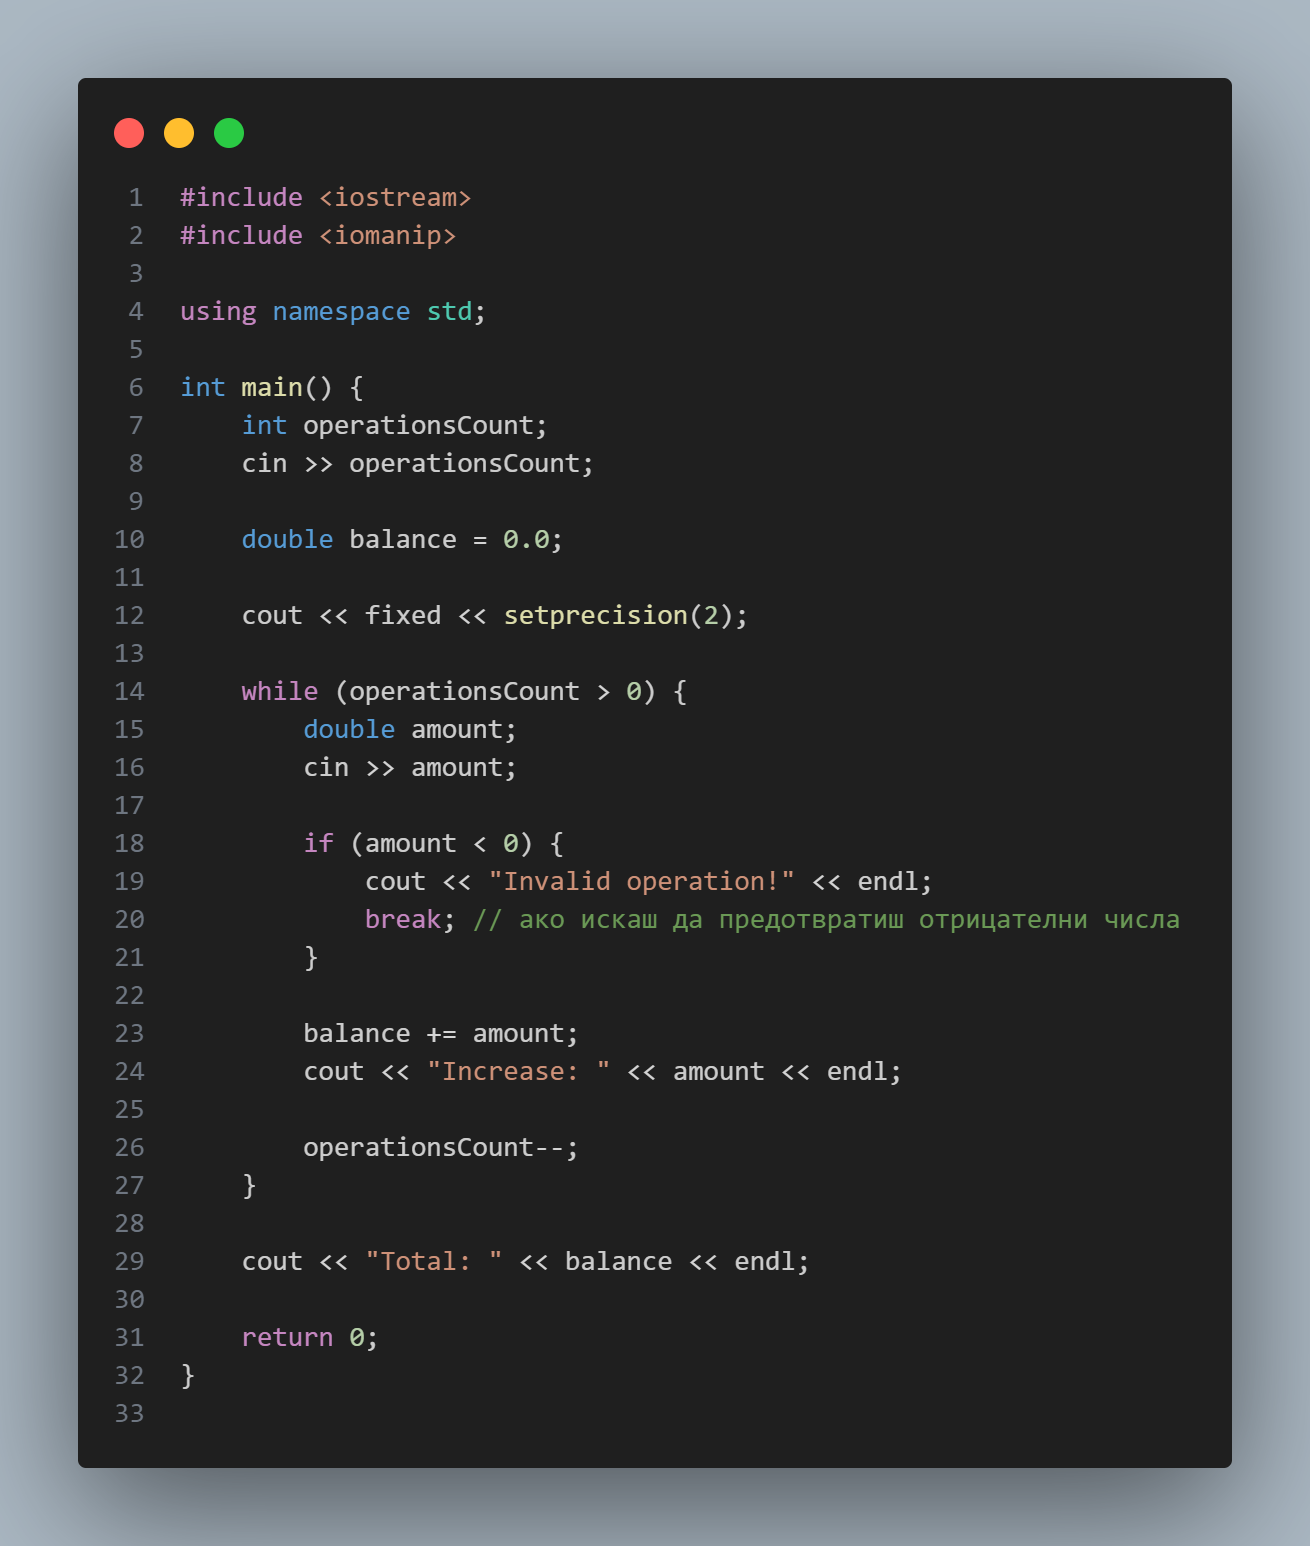 1 #include <iostream>
2 #include <iomanip>
3
4 using namespace std;
5
6 int main() {
7     int operationsCount;
8     cin >> operationsCount;
9
10     double balance = 0.0;
11
12     cout << fixed << setprecision(2);
13
14     while (operationsCount > 0) {
15         double amount;
16         cin >> amount;
17
18         if (amount < 0) {
19             cout << "Invalid operation!" << endl;
20             break; // ако искаш да предотвратиш отрицателни числа
21         }
22
23         balance += amount;
24         cout << "Increase: " << amount << endl;
25
26         operationsCount--;
27     }
28
29     cout << "Total: " << balance << endl;
30
31     return 0;
32 }
33